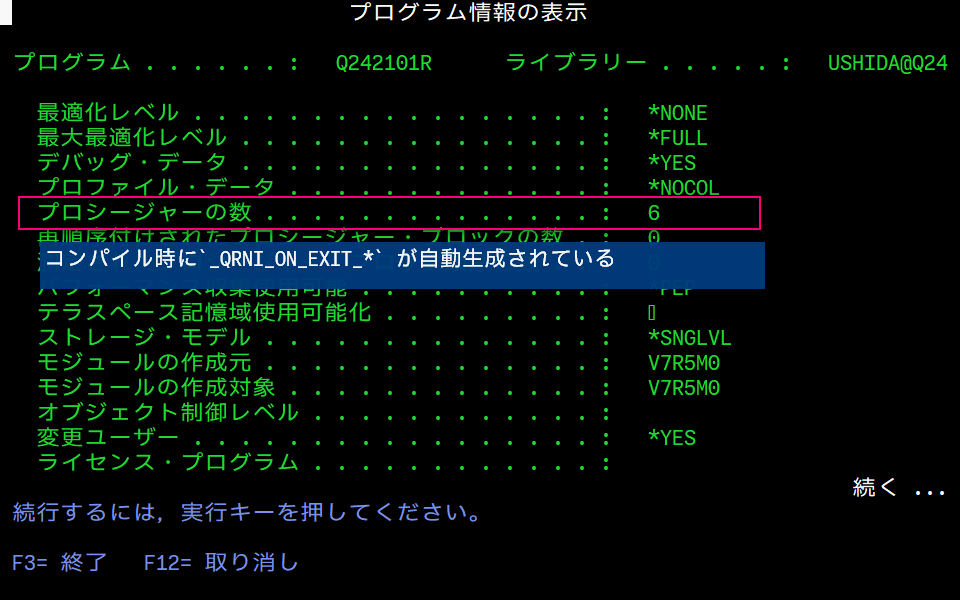 プログラム情報の表示
プログラム . . . . . . : Q242101R ライブラリー . . . . . : USHIDA@Q24
最適化レベル . . . . . . . . . . . . . . . . . : *NONE
最大最適化レベル . . . . . . . . . . . . . . . : *FULL
デバッグ・データ . . . . . . . . . . . . . . . : *YES
プロファイル・データ . . . . . . . . . . . . . : *NOCOL
プロシージャーの数 . . . . . . . . . . . . . . : 6
再順序付けされたプロシージャー・ブロックの数 . : 0
コンパイル時に`_QRNI_ON_EXIT_*` が自動生成されている
パフォーマンス収集使用可能 . . . . . . . . . . : *PEP
テラスペース記憶域使用可能化 . . . . . . . . . . :
ストレージ・モデル . . . . . . . . . . . . . . : *SNGLVL
モジュールの作成元 . . . . . . . . . . . . . . : V7R5M0
モジュールの作成対象 . . . . . . . . . . . . . : V7R5M0
オブジェクト制御レベル . . . . . . . . . . . . :
変更ユーザー . . . . . . . . . . . . . . . . . : *YES
ライセンス・プログラム . . . . . . . . . . . . :
続く ...
続行するには, 実行キーを押してください。
F3= 終了 F12= 取り消し